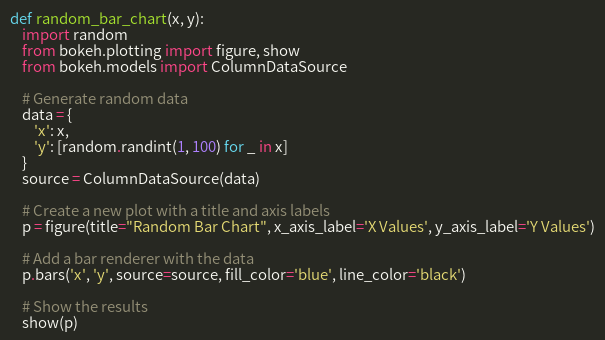 def random_bar_chart(x, y):
    import random
    from bokeh.plotting import figure, show
    from bokeh.models import ColumnDataSource

    # Generate random data
    data = {
        'x': x,
        'y': [random.randint(1, 100) for _ in x]
    }
    source = ColumnDataSource(data)

    # Create a new plot with a title and axis labels
    p = figure(title="Random Bar Chart", x_axis_label='X Values', y_axis_label='Y Values')

    # Add a bar renderer with the data
    p.bars('x', 'y', source=source, fill_color='blue', line_color='black')

    # Show the results
    show(p)